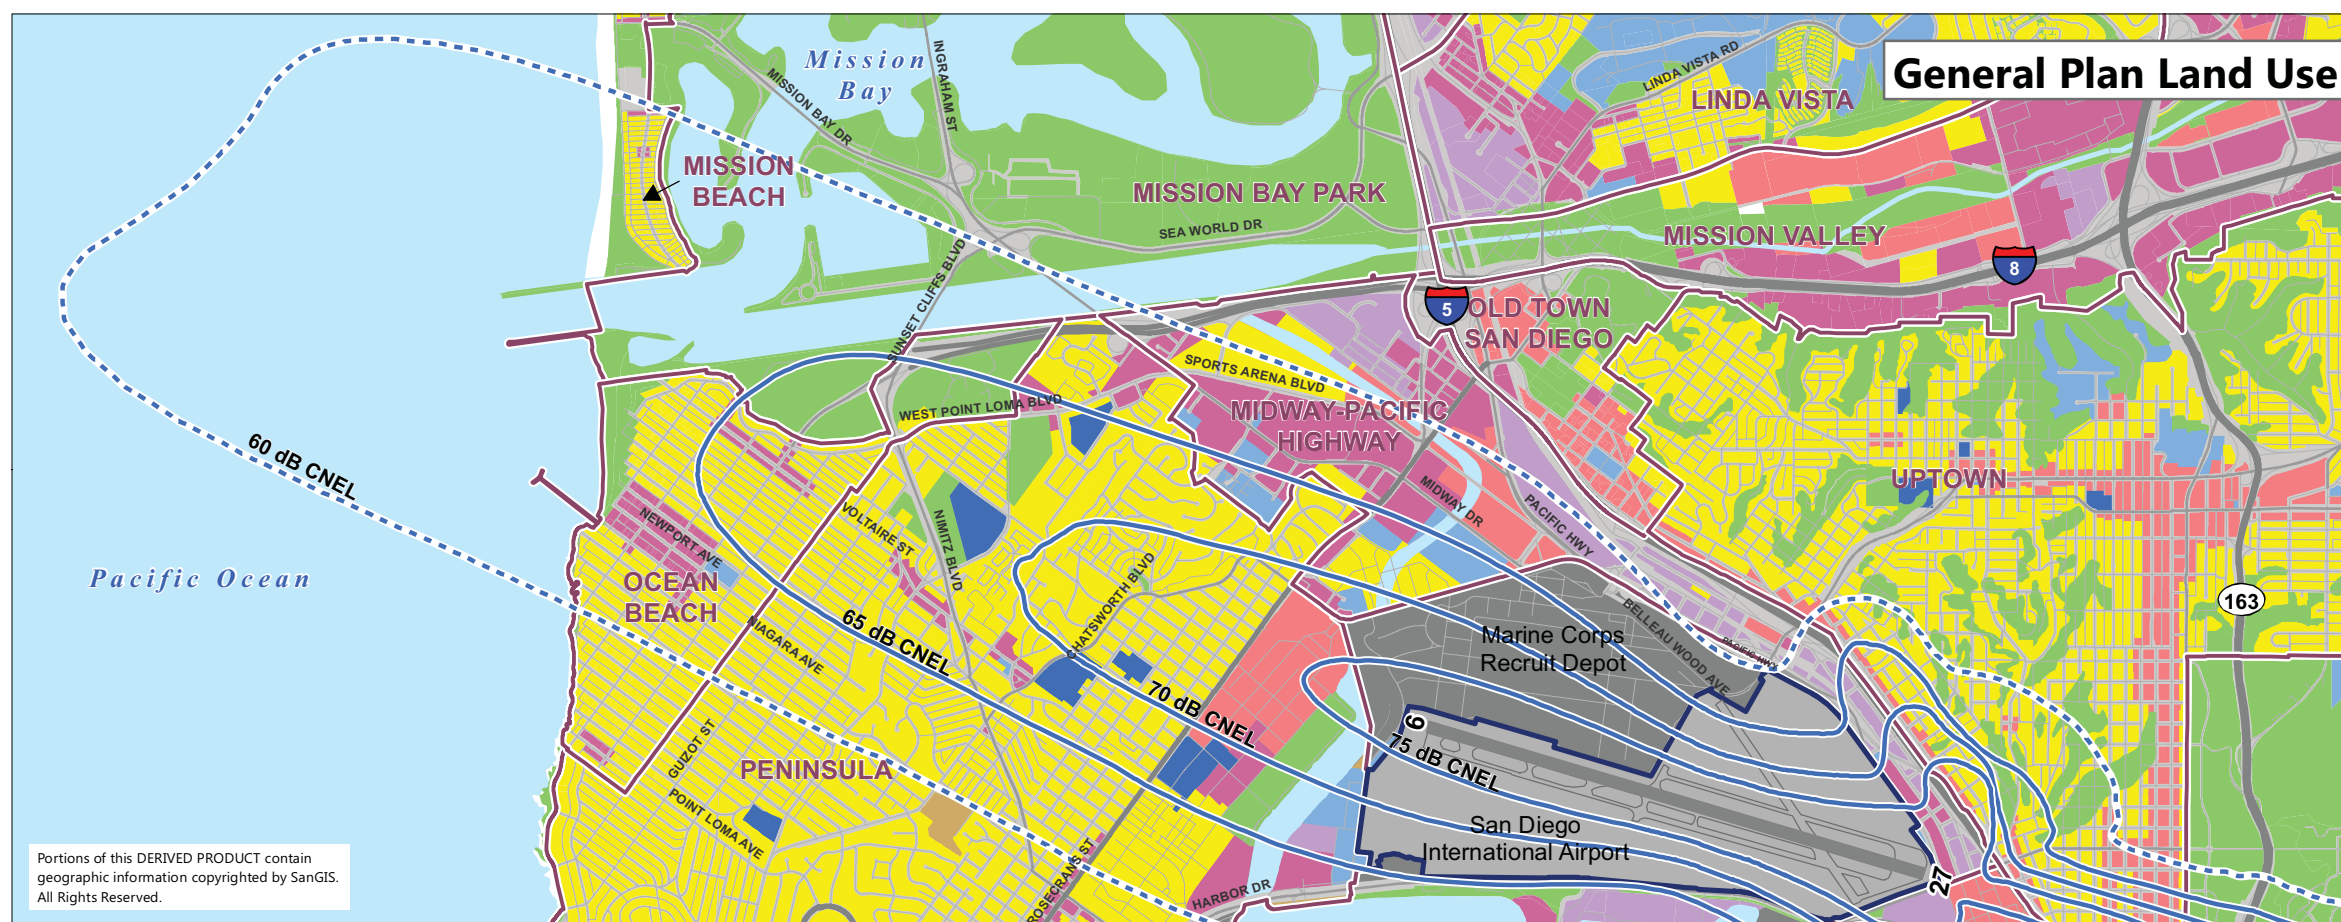 General Plan Land Use
Mission
Bay
INGRAHAM ST
MISSION BAY DR
LINDA VISTA RD
LINDA VISTA
MISSION
BEACH
MISSION BAY PARK
SEA WORLD DR
MISSION VALLEY
8
SUNSET CLIFFS BLVD
5
OLD TOWN
SAN DIEGO
SPORTS ARENA BLVD
WEST POINT LOMA BLVD
MIDWAY-PACIFIC
HIGHWAY
60 dB CNEL
UPTOWN
MIDWAY DR
PACIFIC HWY
NEWPORT AVE
VOLTAIRE ST
NIMITZ BLVD
Pacific Ocean
OCEAN
BEACH
CHATSWORTH BLVD
163
65 dB CNEL
NIAGARA AVE
Marine Corps
Recruit Depot
BELLEAU WOOD AVE
PACIFIC HWY
70 dB CNEL
9
75 dB CNEL
GUIZOT ST
PENINSULA
POINT LOMA AVE
San Diego
International Airport
ROSECRANS ST
HARBOR DR
27
Portions of this DERIVED PRODUCT contain
geographic information copyrighted by SanGIS.
All Rights Reserved.